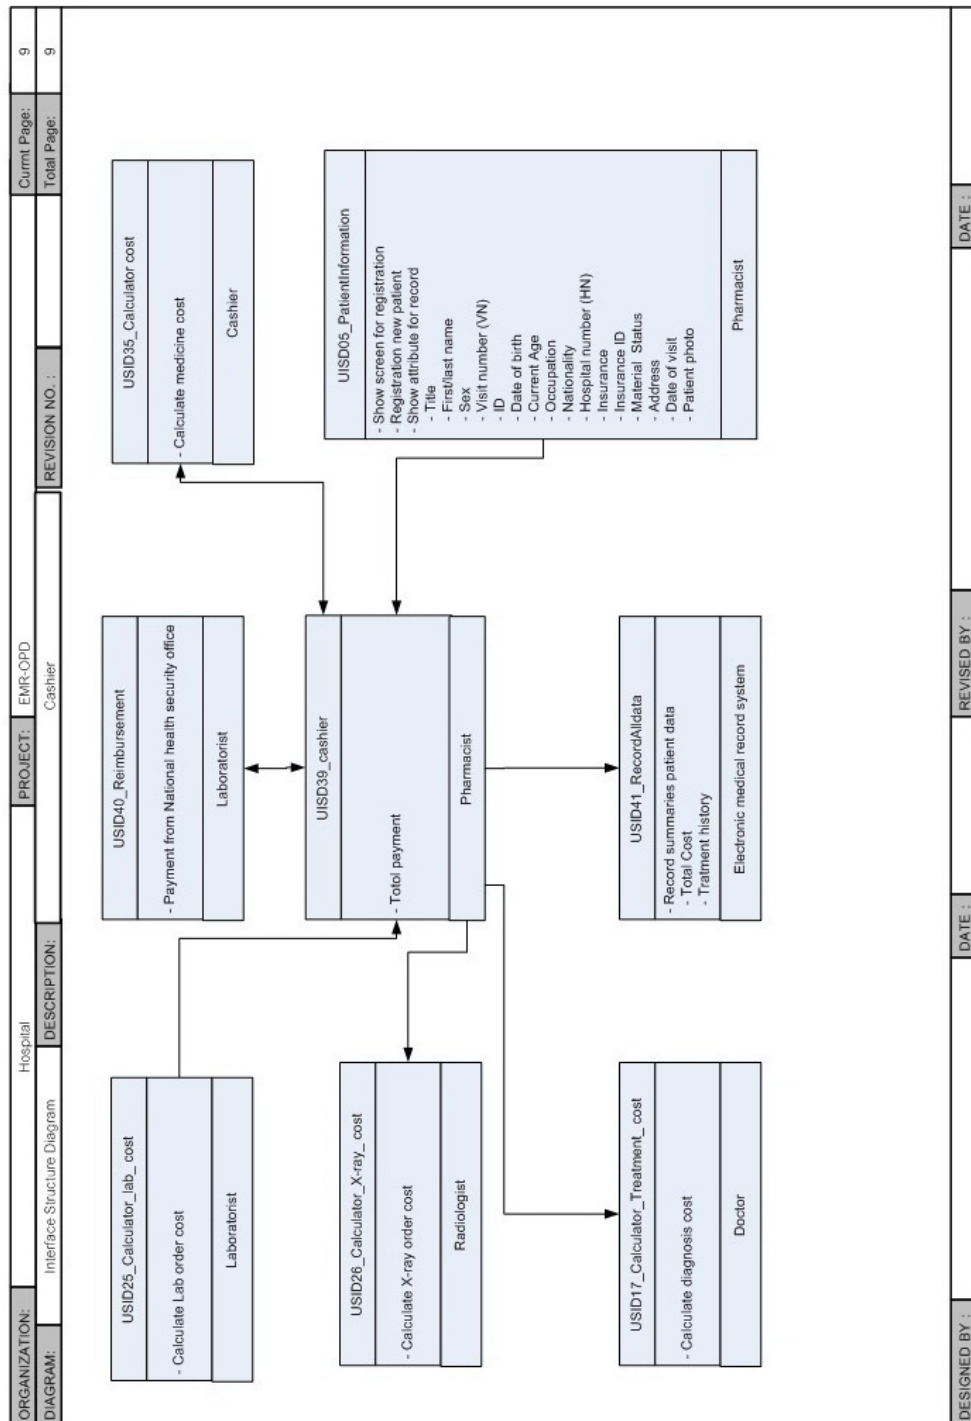 ORGANIZATION: Hospital PROJECT: EMR-OPD Currnt Page: 9
DIAGRAM: Interface Structure Diagram DESCRIPTION: Cashier REVISION NO. : Total Page: 9
USID25_Calculator_lab_ cost
- Calculate Lab order cost
Laboratorist
USID40_Reimbursement
- Payment from National health security office
Laboratorist
USID35_Calculator cost
- Calculate medicine cost
Cashier
USID26_Calculator_X-ray_ cost
- Calculate X-ray order cost
Radiologist
UISD39_cashier
- Totol payment
Pharmacist
UISD05_PatientInformation
- Show screen for registration
- Registration new patient
- Show attribute for record
- Title
- First/last name
- Sex
- Visit number (VN)
- ID
- Date of birth
- Current Age
- Occupation
- Nationality
- Hospital number (HN)
- Insurance
- Insurance ID
- Material Status
- Address
- Date of visit
- Patient photo
Pharmacist
USID17_Calculator_Treatment_ cost
- Calculate diagnosis cost
Doctor
USID41_RecordAlldata
- Record summaries patient data
- Total Cost
- Tratment history
Electronic medical record system
DESIGNED BY : DATE : REVISED BY : DATE :